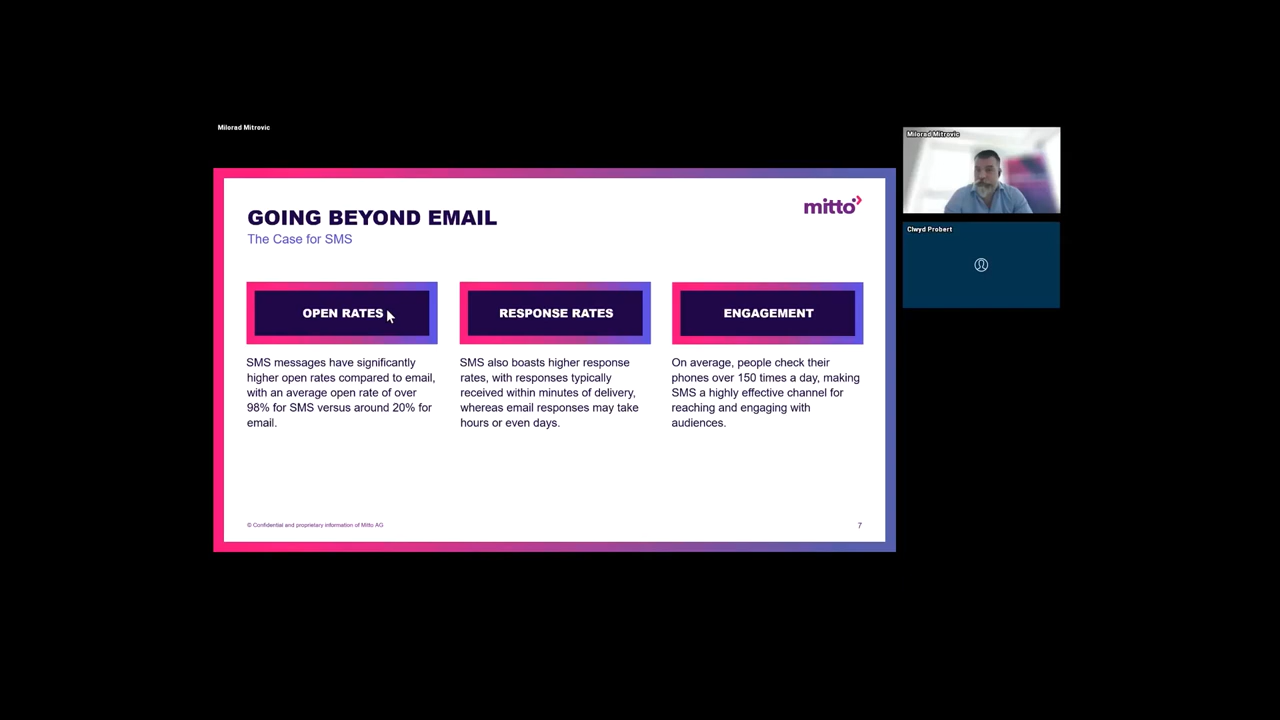 Milorad Mitrovic
Milorad Mitrovic
Clwyd Probert
mitto
GOING BEYOND EMAIL
The Case for SMS
OPEN RATES
SMS messages have significantly
higher open rates compared to email,
with an average open rate of over
98% for SMS versus around 20% for
email.
RESPONSE RATES
SMS also boasts higher response
rates, with responses typically
received within minutes of delivery,
whereas email responses may take
hours or even days.
ENGAGEMENT
On average, people check their
phones over 150 times a day, making
SMS a highly effective channel for
reaching and engaging with
audiences.
© Confidential and proprietary information of Mitto AG
7